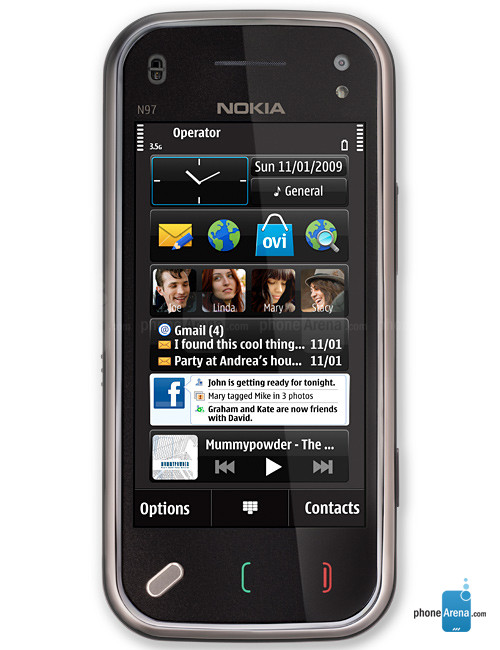 N97
NOKIA
Operator
3.5G
Sun 11/01/2009
General
ovi
Joe
Linda
Mary
Stacy
phoneArena.com
@ Gmail (4)
I found this cool thing... 11/01
Party at Andrea's hou... 11/01
f
John is getting ready for tonight.
Mary tagged Mike in 3 photos
Graham and Kate are now friends
with David.
Mummypowder - The ...
Options
Contacts
phoneArena.com